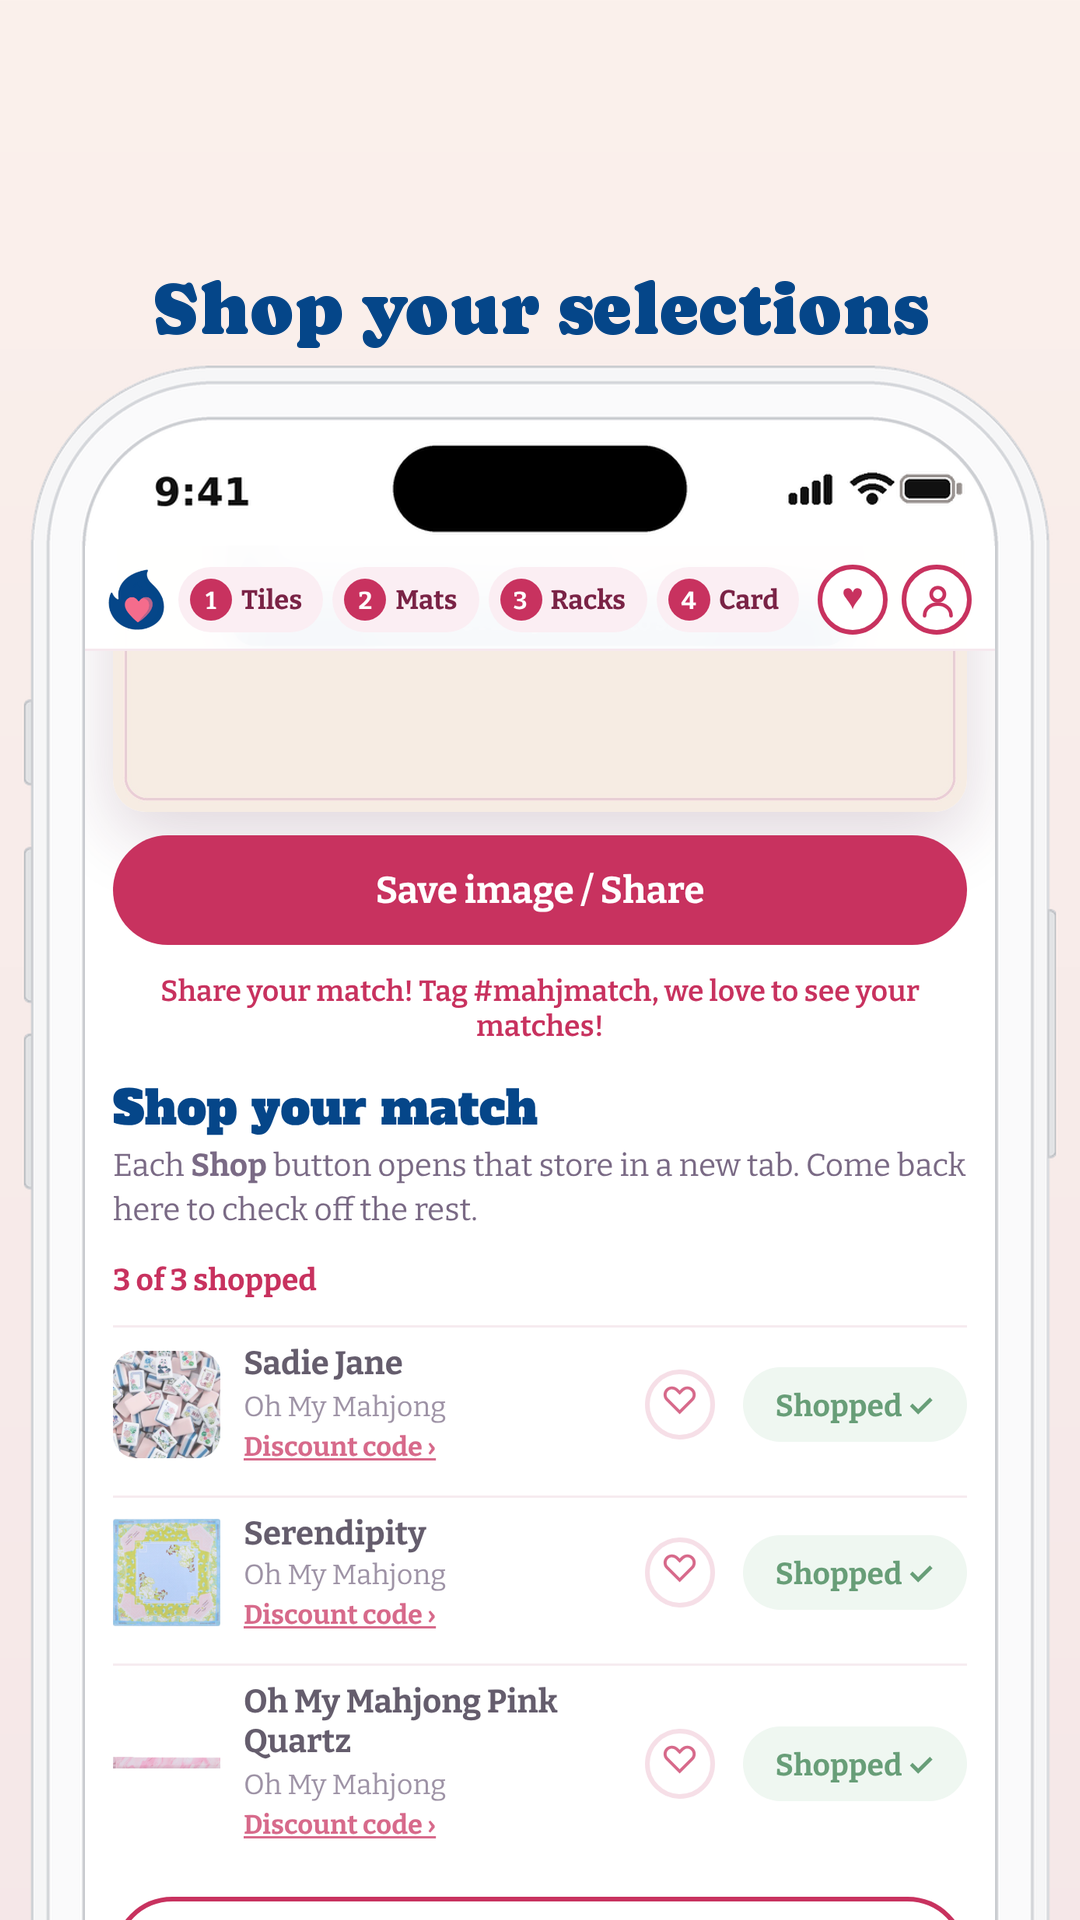 Shop your selections
9:41
1 Tiles 2 Mats 3 Racks 4 Card
Save image / Share
Share your match! Tag #mahjmatch, we love to see your
matches!
Shop your match
Each Shop button opens that store in a new tab. Come back
here to check off the rest.
3 of 3 shopped
Sadie Jane
Oh My Mahjong
Discount code ›
Shopped ✓
Serendipity
Oh My Mahjong
Discount code ›
Shopped ✓
Oh My Mahjong Pink
Quartz
Oh My Mahjong
Discount code ›
Shopped ✓